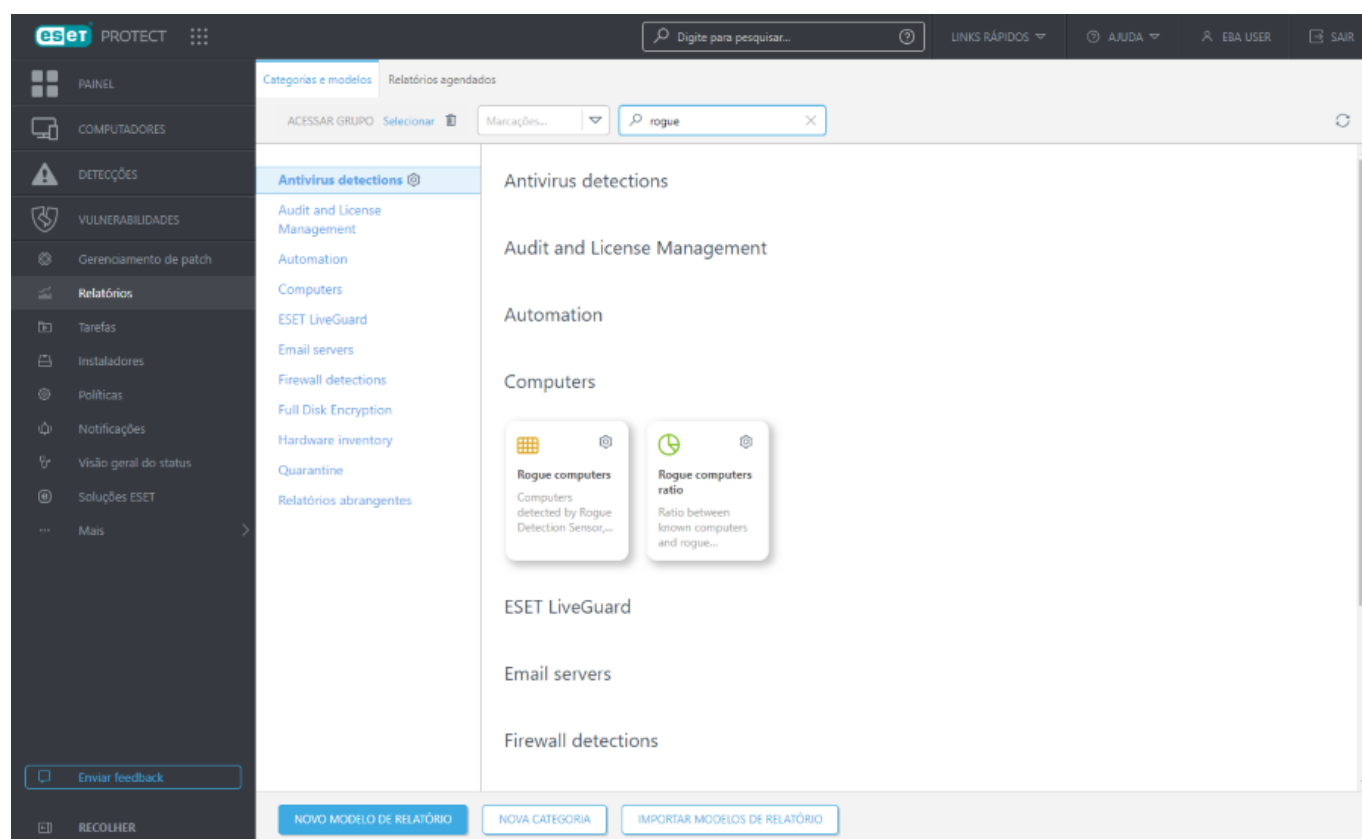 eset PROTECT
Digite para pesquisar...
LINKS RÁPIDOS
AJUDA
EBA USER
SAIR
PAINEL
COMPUTADORES
DETECÇÕES
VULNERABILIDADES
Gerenciamento de patch
Relatórios
Tarefas
Instaladores
Políticas
Notificações
Visão geral do status
Soluções ESET
Mais
Enviar feedback
RECOLHER
Categorias e modelos
Relatórios agendados
ACESSAR GRUPO Selecionar
Marcações...
rogue
Antivirus detections
Audit and License
Management
Automation
Computers
ESET LiveGuard
Email servers
Firewall detections
Full Disk Encryption
Hardware inventory
Quarantine
Relatórios abrangentes
Antivirus detections
Audit and License Management
Automation
Computers
Rogue computers
Computers
detected by Rogue
Detection Sensor,...
Rogue computers
ratio
Ratio between
known computers
and rogue...
ESET LiveGuard
Email servers
Firewall detections
NOVO MODELO DE RELATÓRIO
NOVA CATEGORIA
IMPORTAR MODELOS DE RELATÓRIO